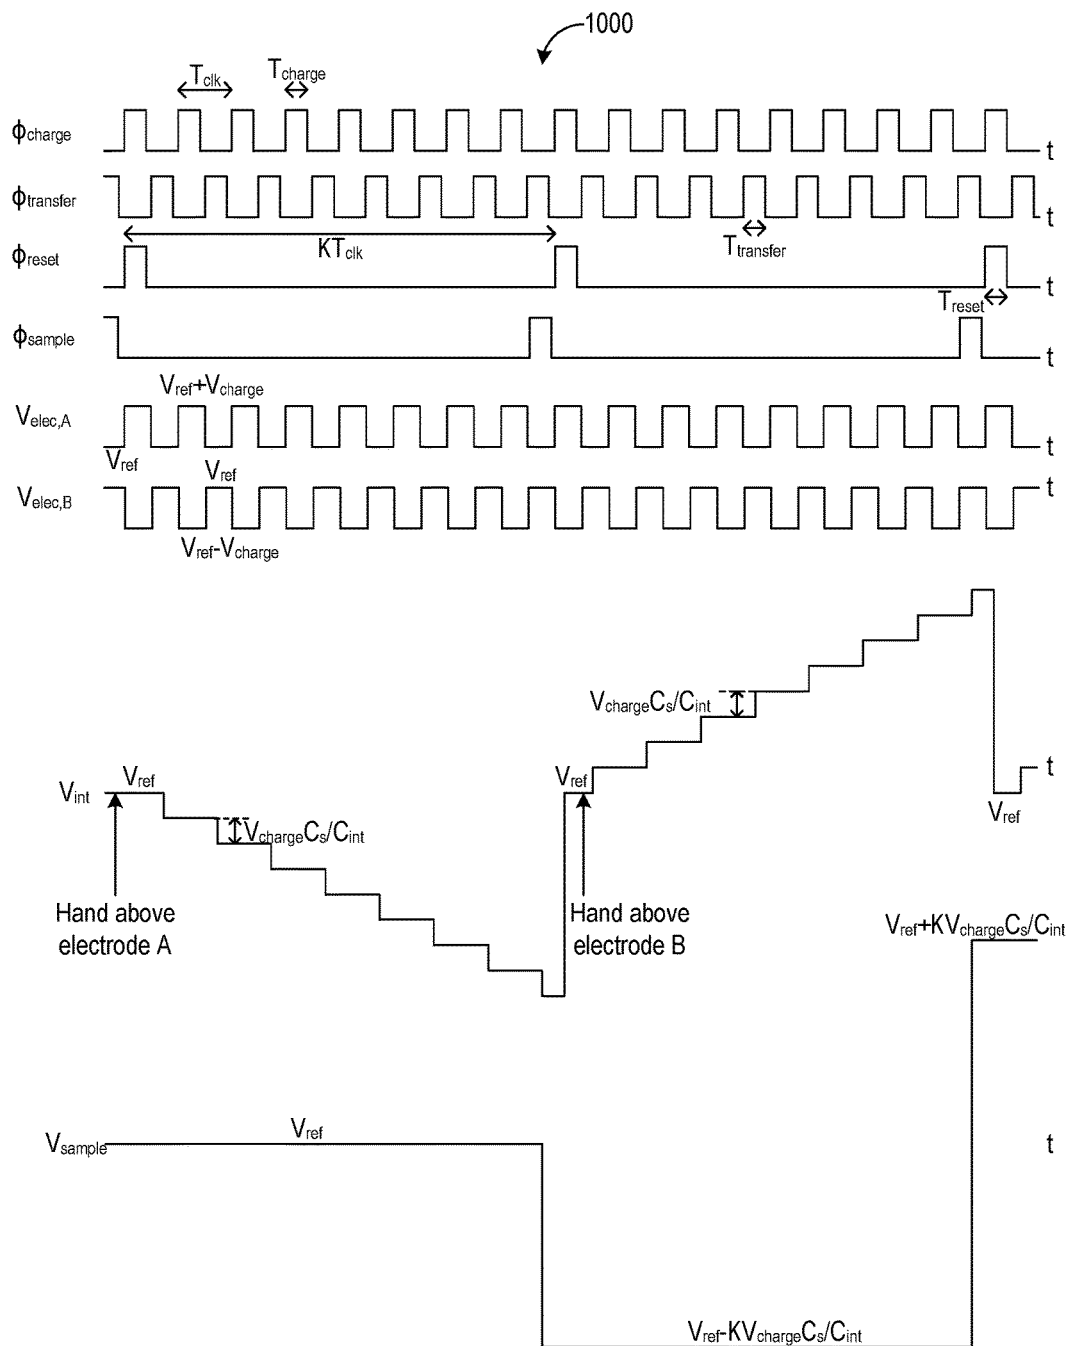 1000
Tclk
Tcharge
ϕcharge
t
ϕtransfer
t
KTclk
Ttransfer
ϕreset
t
Treset
ϕsample
t
Vref+Vcharge
Velec,A
t
Vref
Vref
Velec,B
t
Vref-Vcharge
VchargeCs/Cint
Vref
Vref
t
Vint
Vref
VchargeCs/Cint
Hand above
electrode A
Hand above
electrode B
Vref+KVchargeCs/Cint
Vref
Vsample
t
Vref-KVchargeCs/Cint